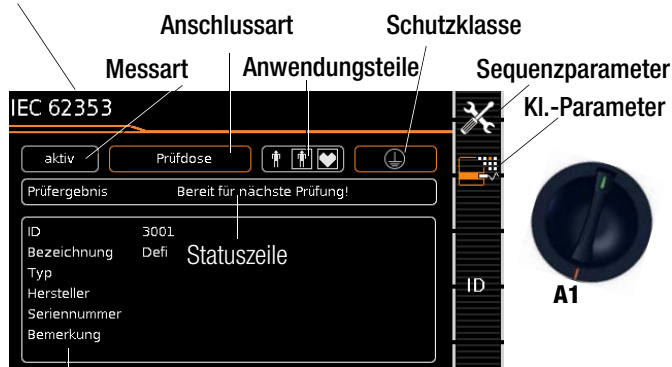 Anschlussart Schutzklasse
Messart Anwendungsteile Sequenzparameter
IEC 62353
Kl.-Parameter
aktiv Prüfdose
Prüfergebnis Bereit für nächste Prüfung!
ID 3001
Bezeichnung Defi
Statuszeile
Typ
Hersteller
Seriennummer
Bemerkung
ID
A1